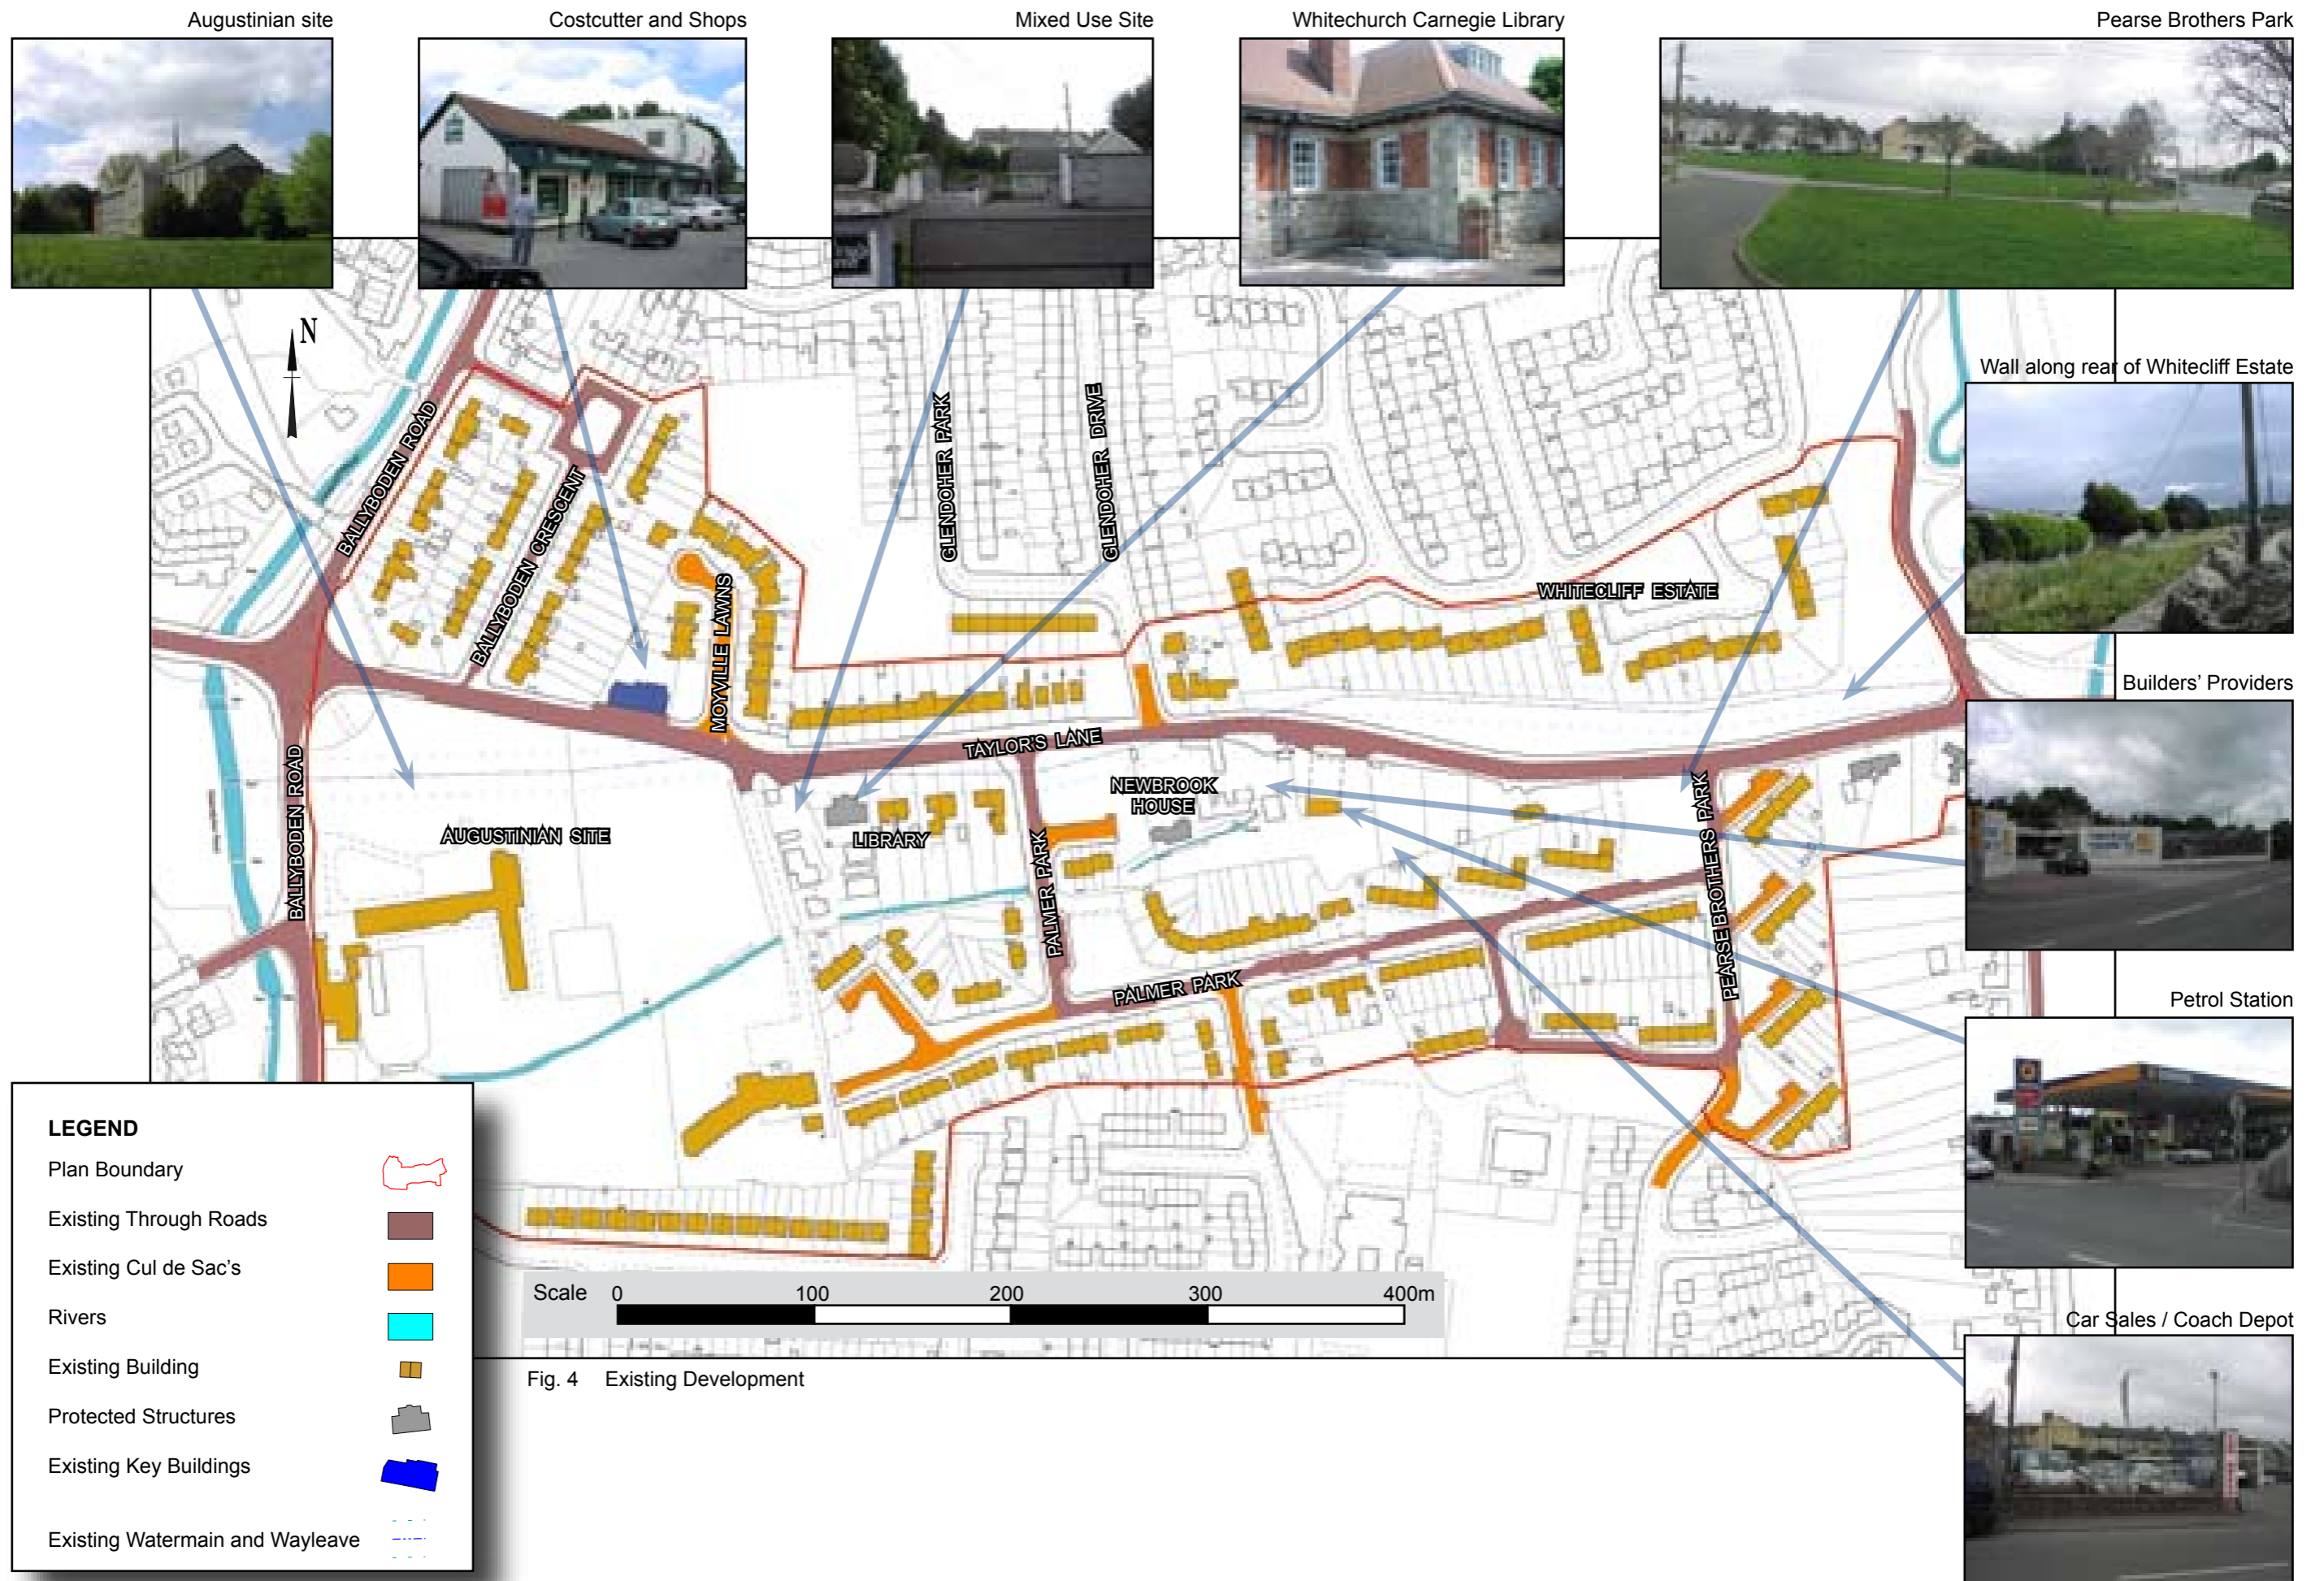 Augustinian site
Costcutter and Shops
Mixed Use Site
Whitechurch Carnegie Library
Pearse Brothers Park
N
Wall along rear of Whitecliff Estate
BALLYBODEN ROAD
BALLYBODEN CRESCENT
MOYVILLE LAWNS
GLENDOHER PARK
GLENDOHER DRIVE
WHITECLIFF ESTATE
Builders’ Providers
TAYLOR'S LANE
BALLYBODEN ROAD
AUGUSTINIAN SITE
LIBRARY
NEWBROOK
HOUSE
PALMER PARK
PEARSE BROTHERS PARK
PALMER PARK
Petrol Station
Car Sales / Coach Depot
LEGEND
Plan Boundary
Existing Through Roads
Existing Cul de Sac’s
Rivers
Existing Building
Protected Structures
Existing Key Buildings
Existing Watermain and Wayleave
Scale 0 100 200 300 400m
Fig. 4 Existing Development